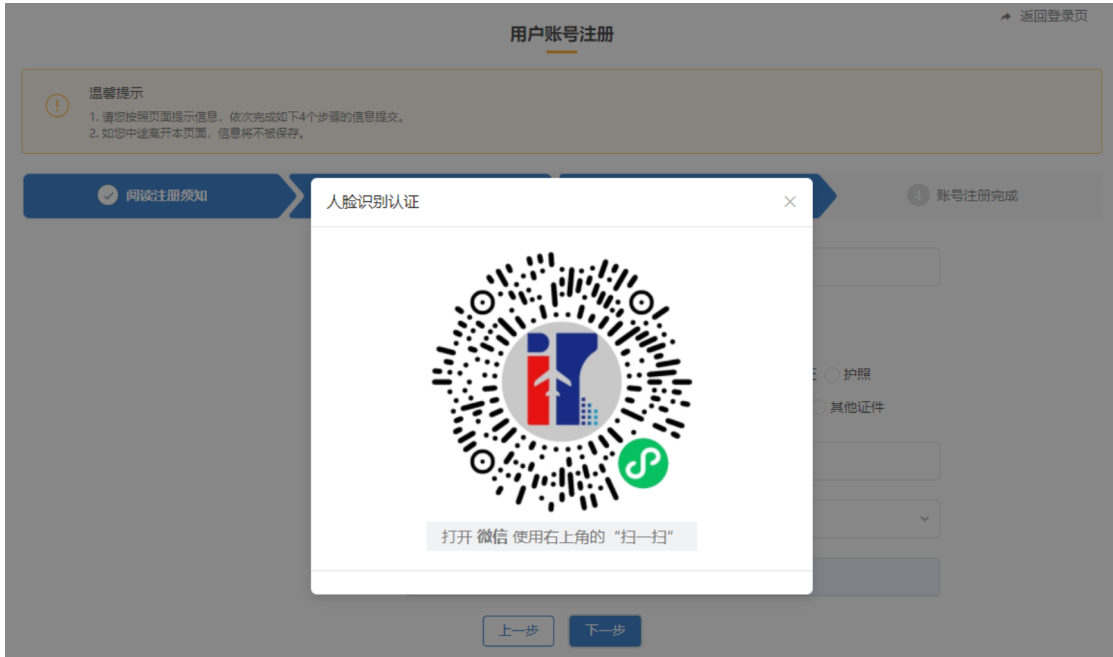 返回登录页
用户账号注册
温馨提示
1. 请您按照页面提示信息，依次完成如下4个步骤的信息提交。
2. 如您中途离开本页面，信息将不被保存。
阅读注册须知
4 账号注册完成
人脸识别认证
护照
其他证件
打开 微信 使用右上角的“扫一扫”
上一步
下一步